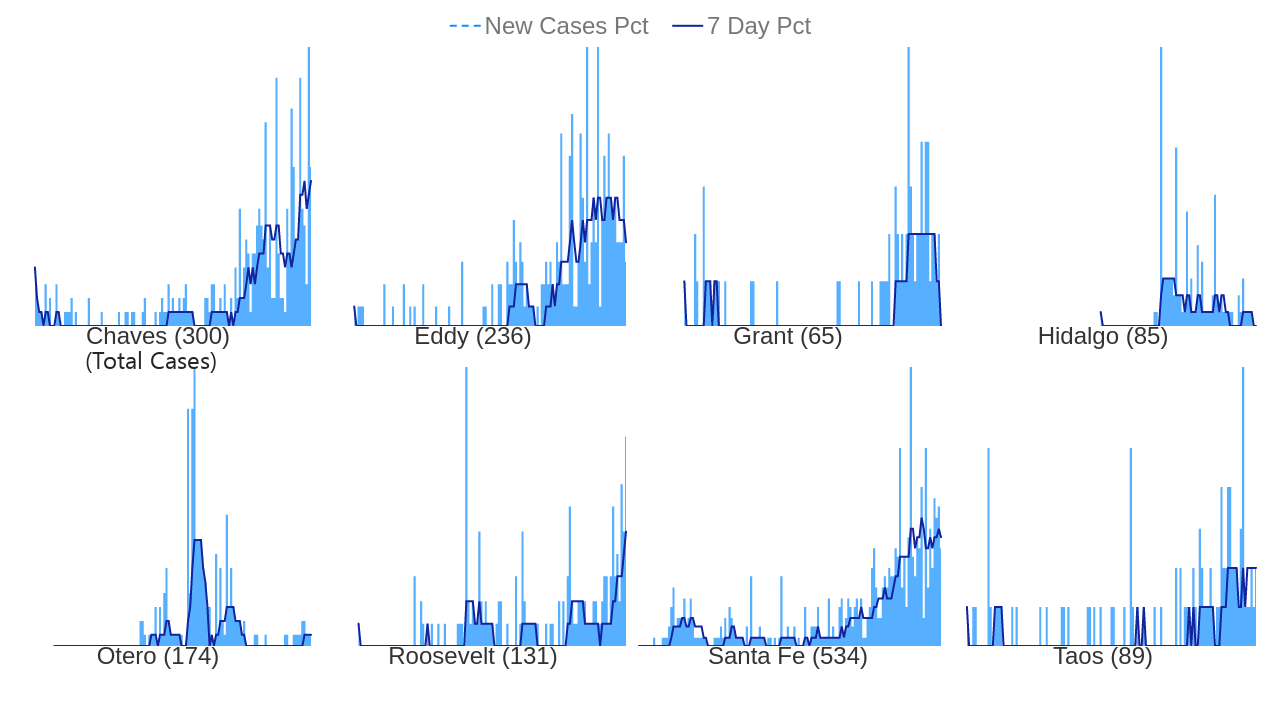 New Cases Pct 7 Day Pct
Chaves (300) Eddy (236) Grant (65) Hidalgo (85)
(Total Cases)
Otero (174) Roosevelt (131) Santa Fe (534) Taos (89)